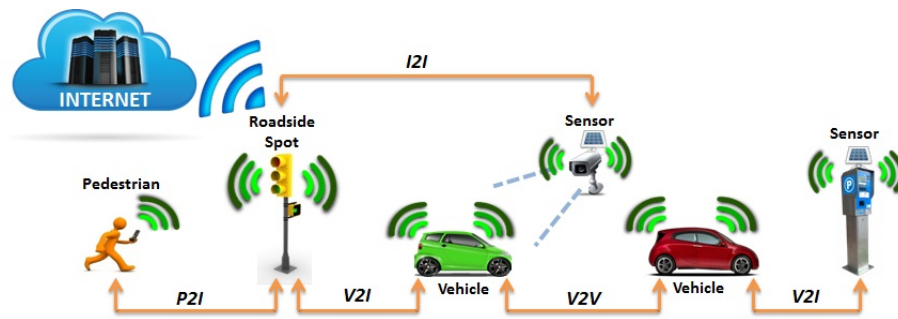 I2I
INTERNET
Roadside
Spot
Sensor
Sensor
Pedestrian
P
Vehicle
Vehicle
P2I
V2I
V2V
V2I